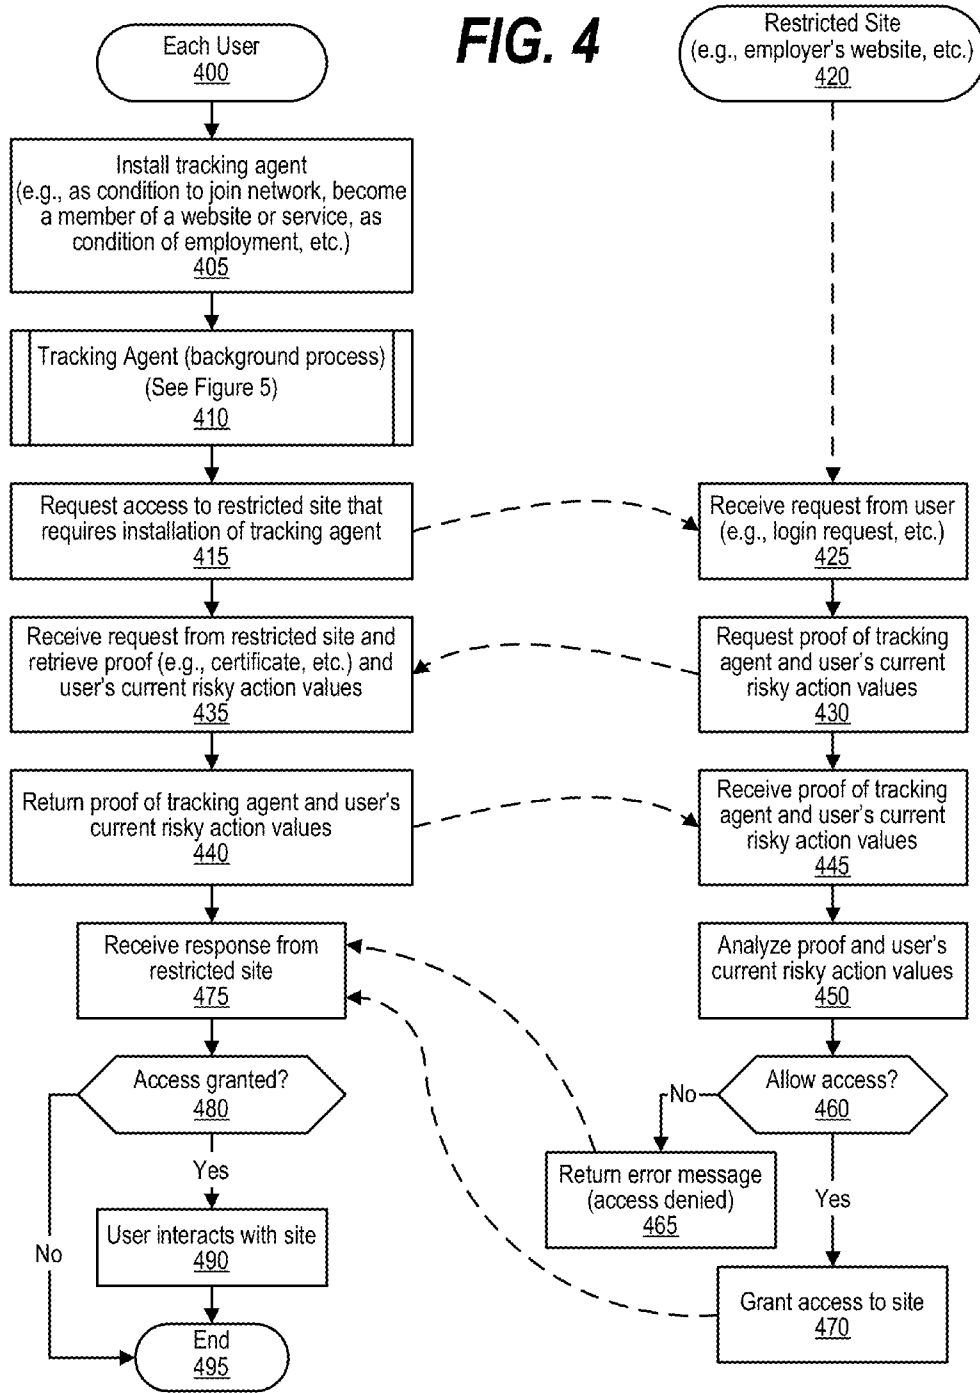 FIG. 4
Each User
400
Restricted Site
(e.g., employer's website, etc.)
420
Install tracking agent
(e.g., as condition to join network, become
a member of a website or service, as
condition of employment, etc.)
405
Tracking Agent (background process)
(See Figure 5)
410
Request access to restricted site that
requires installation of tracking agent
415
Receive request from user
(e.g., login request, etc.)
425
Receive request from restricted site and
retrieve proof (e.g., certificate, etc.) and
user's current risky action values
435
Request proof of tracking
agent and user's current
risky action values
430
Return proof of tracking agent and user's
current risky action values
440
Receive proof of tracking
agent and user's current
risky action values
445
Receive response from
restricted site
475
Analyze proof and user's
current risky action values
450
Access granted?
480
Allow access?
460
No
Yes
Return error message
(access denied)
465
Yes
No
User interacts with site
490
Grant access to site
470
End
495